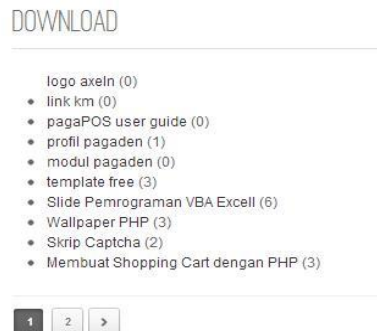 DOWNLOAD
logo axeln (0)
link km (0)
pagaPOS user guide (0)
profil pagaden (1)
modul pagaden (0)
template free (3)
Slide Pemrograman VBA Excell (6)
Wallpaper PHP (3)
Skrip Captcha (2)
Membuat Shopping Cart dengan PHP (3)
1 2 >